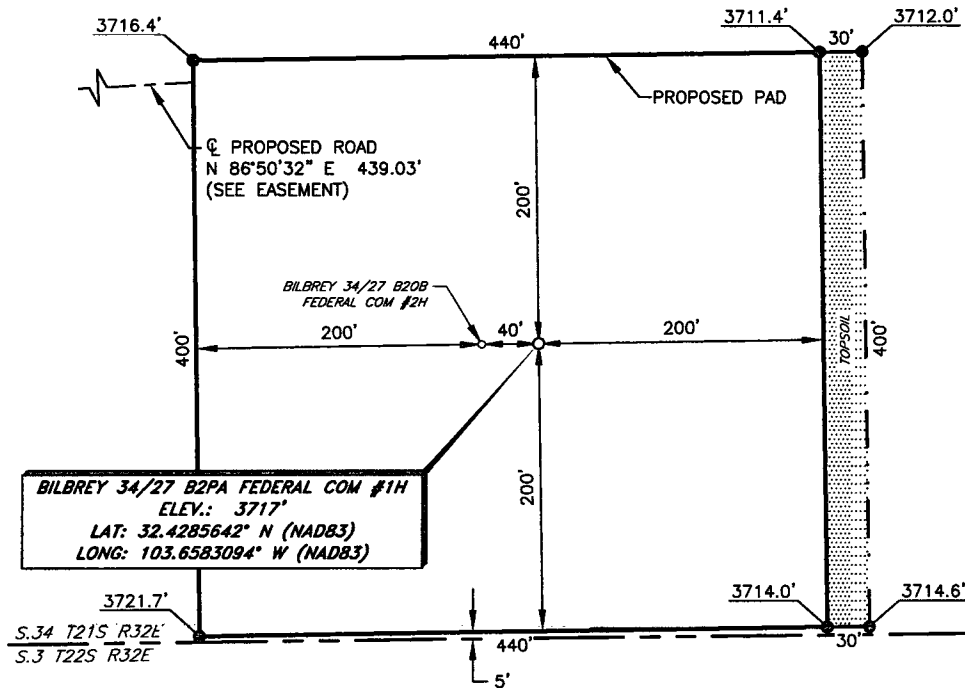 3716.4'
3711.4'
30'
3712.0'
440'
PROPOSED PAD
℄ PROPOSED ROAD
N 86°50'32" E 439.03'
(SEE EASEMENT)
200'
BILBREY 34/27 B2OB
FEDERAL COM #2H
200'
40'
200'
400'
TOPSOIL
400'
200'
BILBREY 34/27 B2PA FEDERAL COM #1H
ELEV.: 3717'
LAT: 32.4285642° N (NAD83)
LONG: 103.6583094° W (NAD83)
3721.7'
3714.0'
3714.6'
S.34 T21S R32E
S.3 T22S R32E
440'
30'
5'